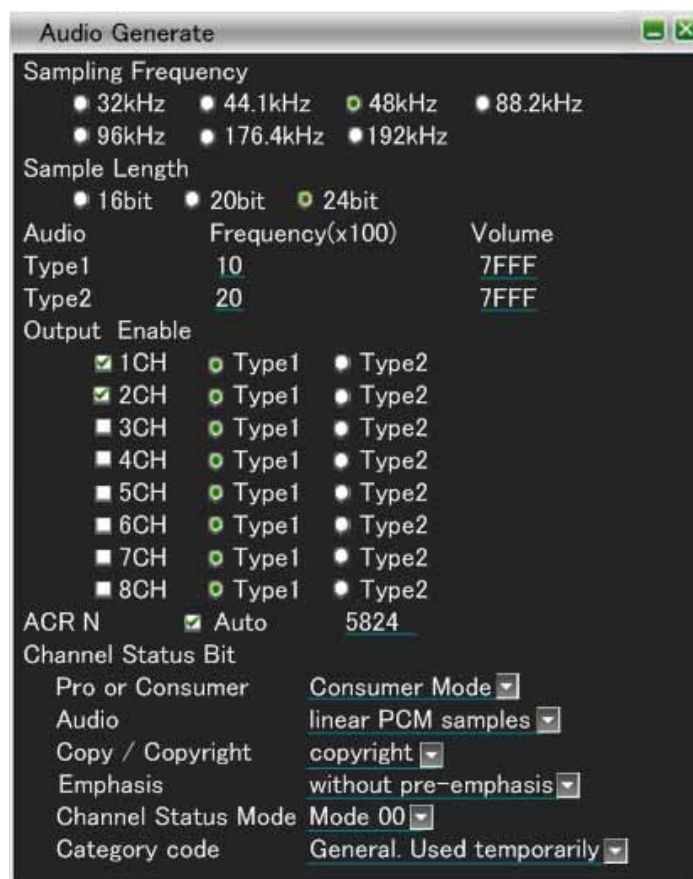 Audio Generate
Sampling Frequency
32kHz 44.1kHz 48kHz 88.2kHz
96kHz 176.4kHz 192kHz
Sample Length
16bit 20bit 24bit
Audio Frequency(x100) Volume
Type1 10 7FFF
Type2 20 7FFF
Output Enable
1CH Type1 Type2
2CH Type1 Type2
3CH Type1 Type2
4CH Type1 Type2
5CH Type1 Type2
6CH Type1 Type2
7CH Type1 Type2
8CH Type1 Type2
ACR N Auto 5824
Channel Status Bit
Pro or Consumer Consumer Mode
Audio linear PCM samples
Copy / Copyright copyright
Emphasis without pre-emphasis
Channel Status Mode Mode 00
Category code General. Used temporarily